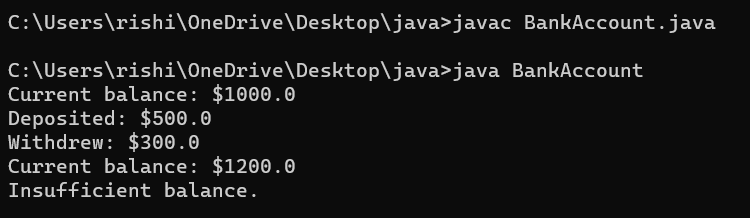 C:\Users\rishi\OneDrive\Desktop\java>javac BankAccount.java
C:\Users\rishi\OneDrive\Desktop\java>java BankAccount
Current balance: $1000.0
Deposited: $500.0
Withdrew: $300.0
Current balance: $1200.0
Insufficient balance.